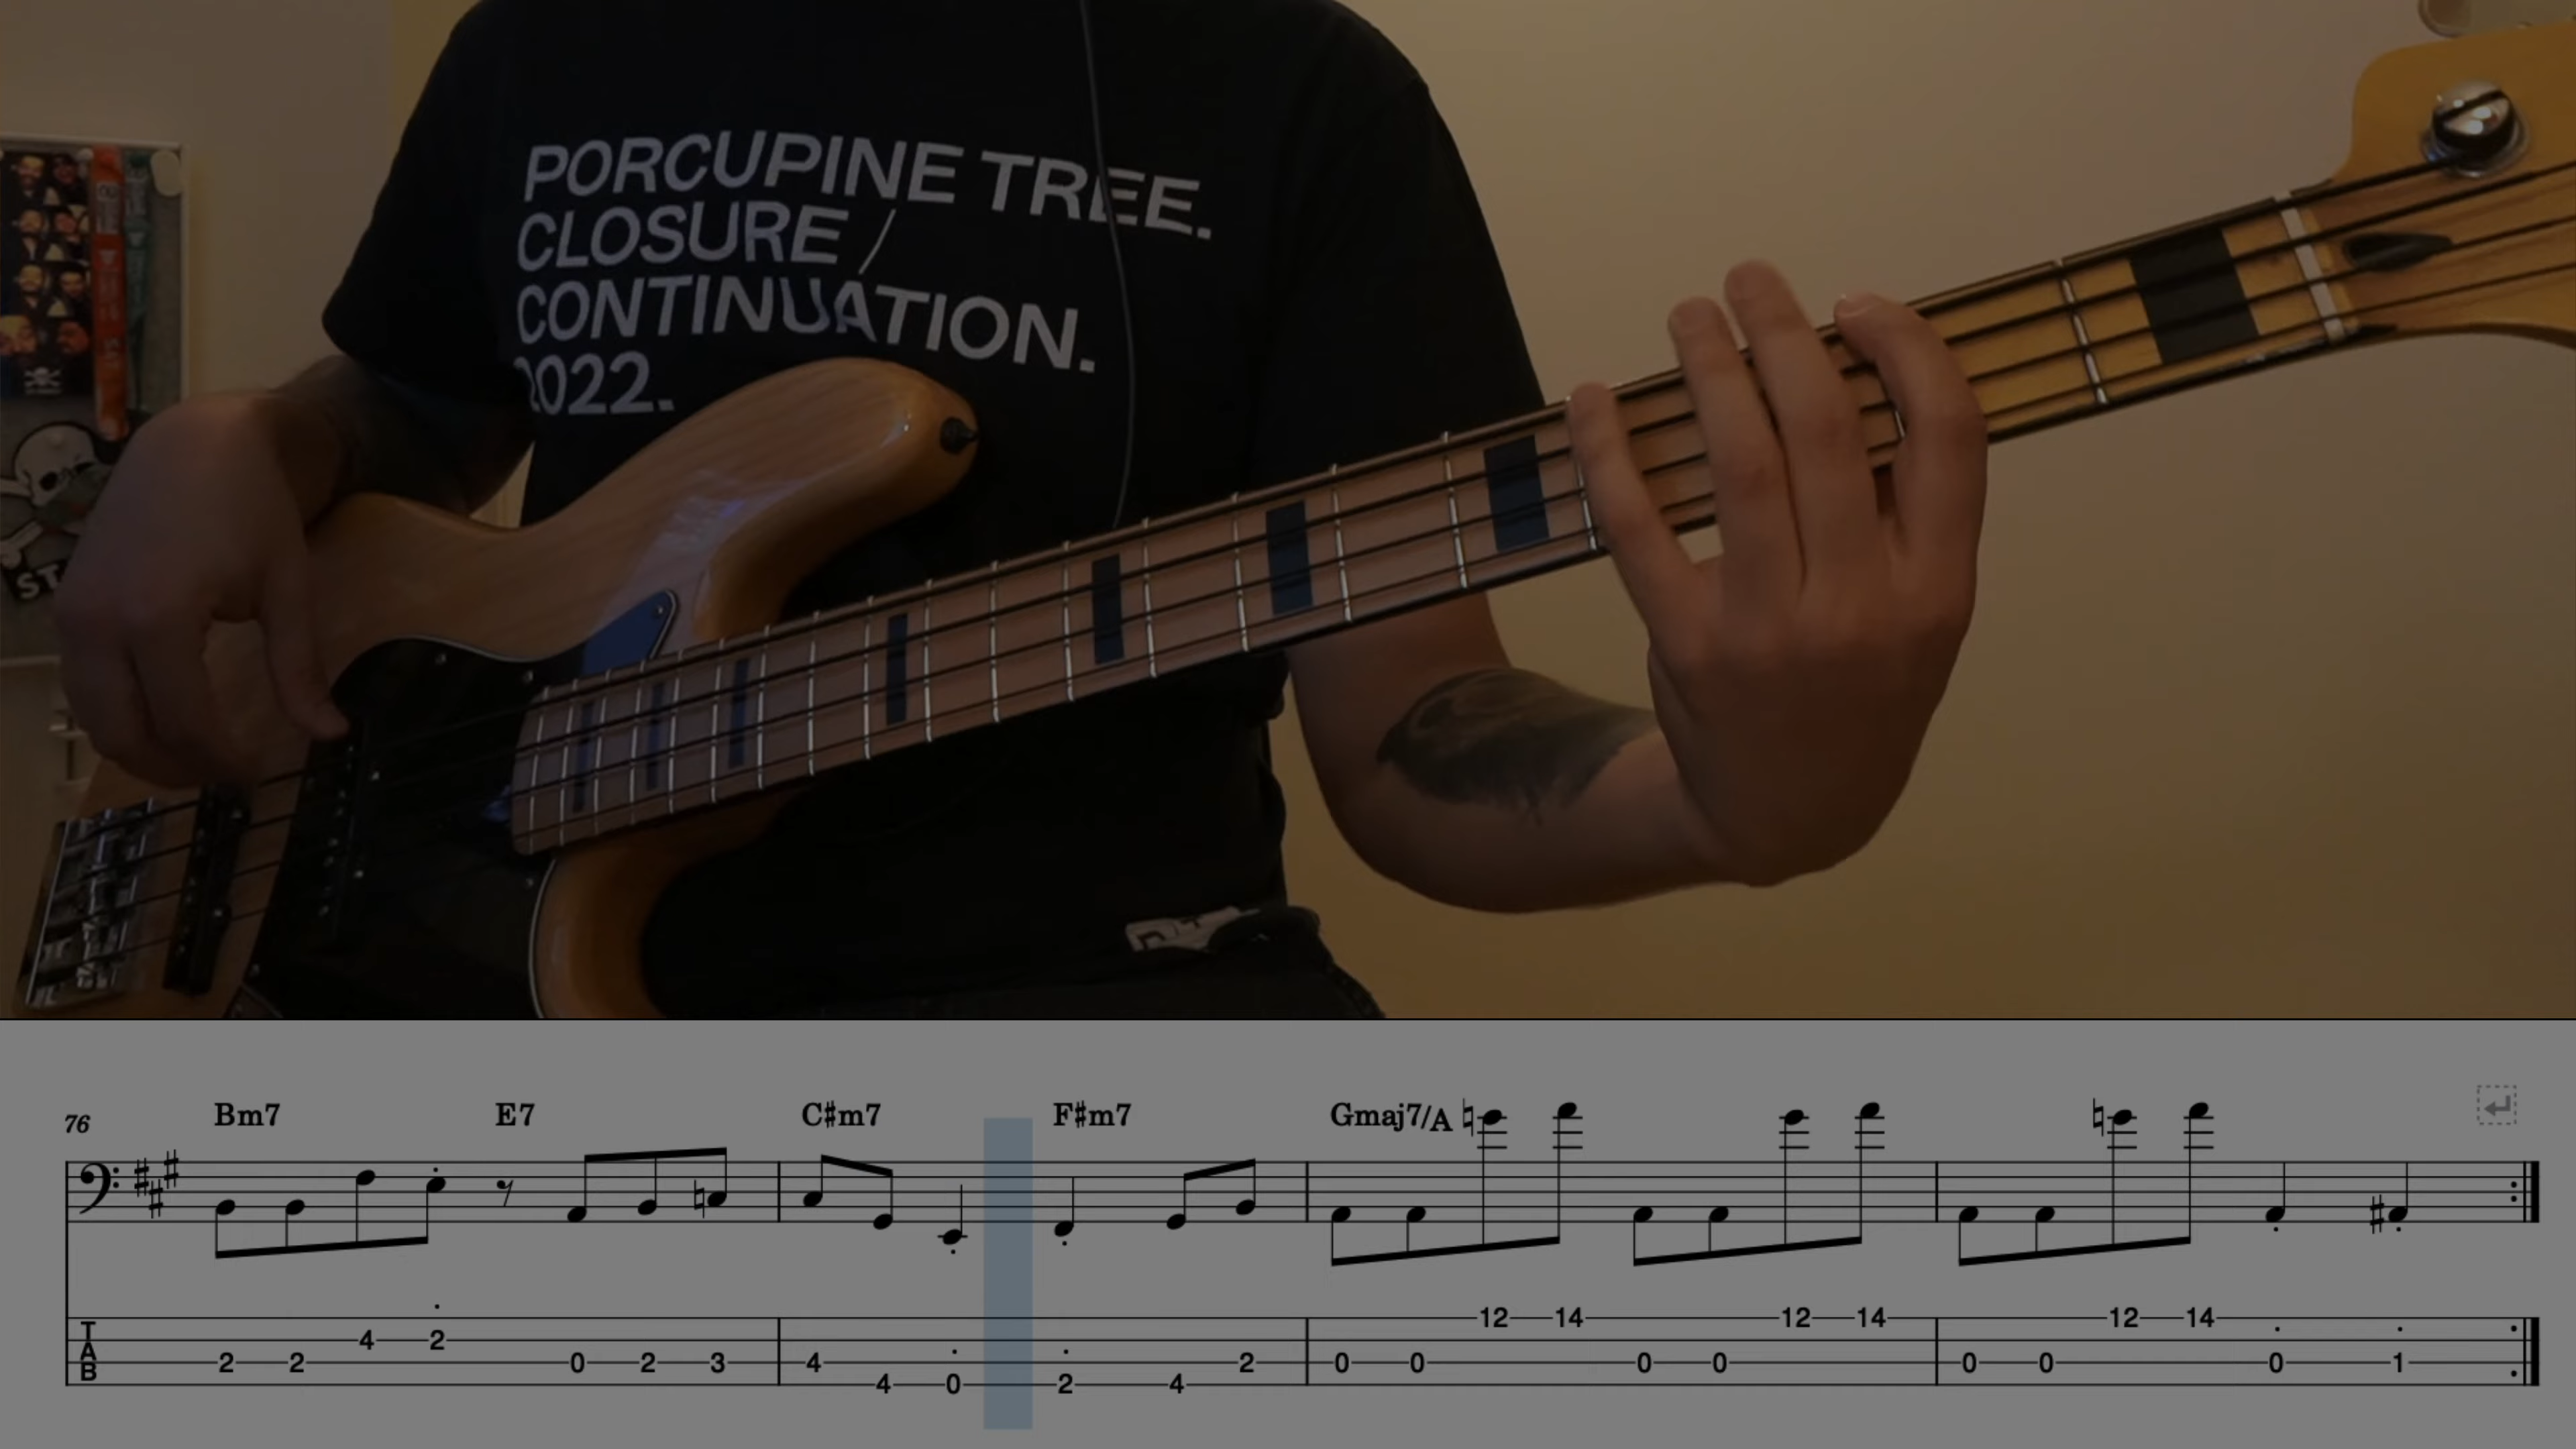 PORCUPINE TREE.
CLOSURE /
CONTINUATION.
2022.
ST
76 Bm7 E7 C♯m7 F♯m7 Gmaj7/A
12 14 12 14 12 14
T 4 2
A 2 2 0 2 3 4 2 0 0 0 0 0 0 0 1
B 4 0 2 4